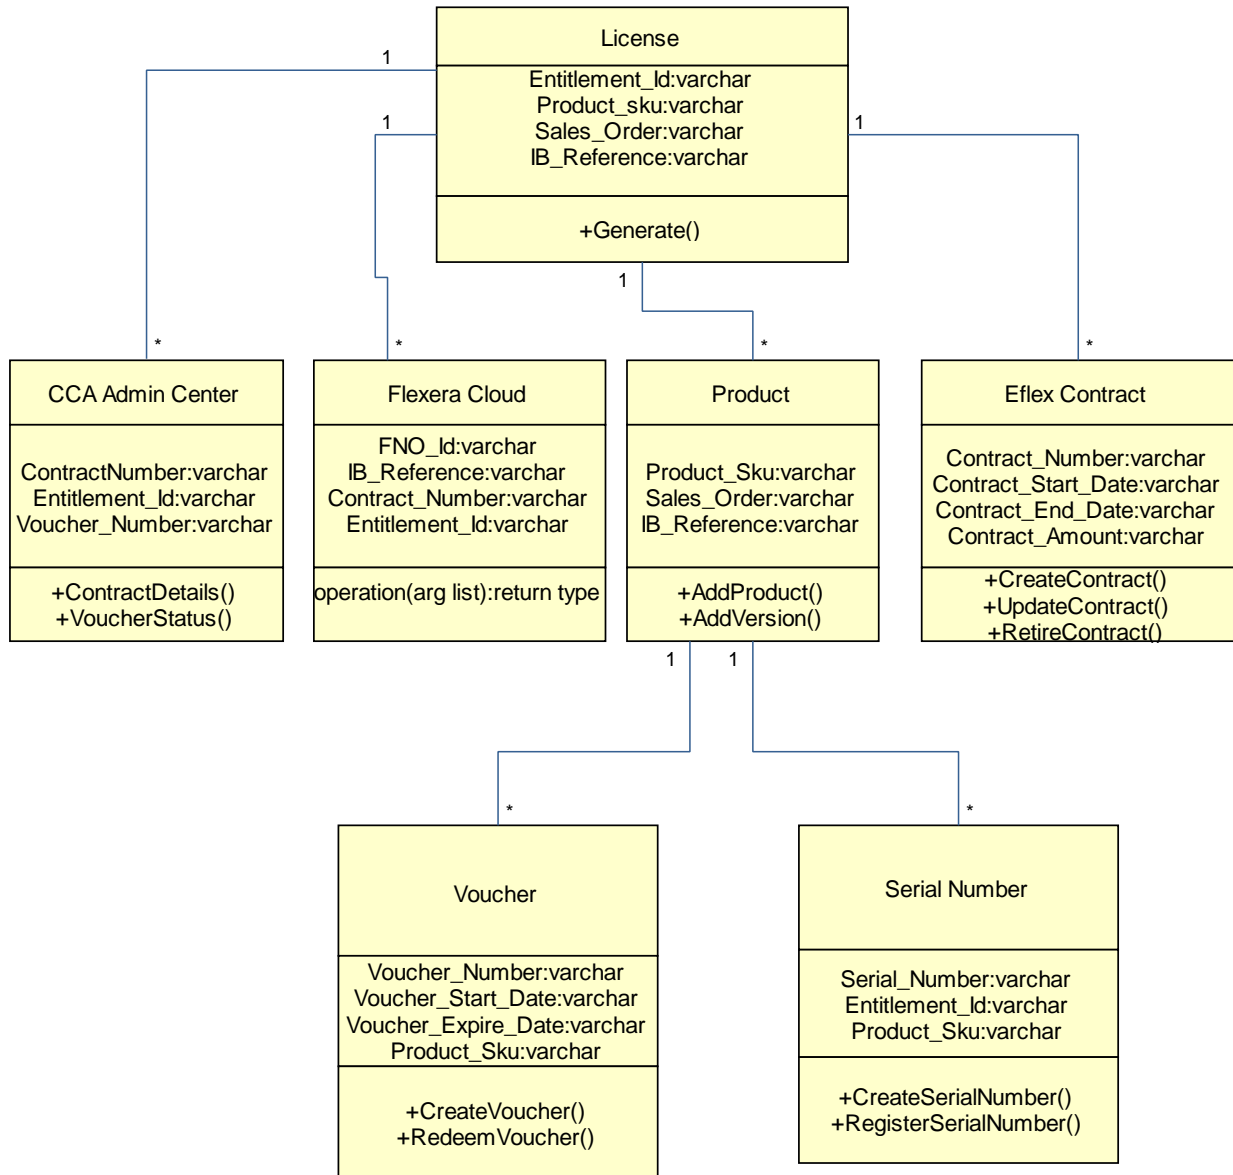 License
Entitlement_Id:varchar
Product_sku:varchar
Sales_Order:varchar
IB_Reference:varchar
+Generate()
1
1
1
1
*
*
*
*
CCA Admin Center
ContractNumber:varchar
Entitlement_Id:varchar
Voucher_Number:varchar
+ContractDetails()
+VoucherStatus()
Flexera Cloud
FNO_Id:varchar
IB_Reference:varchar
Contract_Number:varchar
Entitlement_Id:varchar
operation(arg list):return type
Product
Product_Sku:varchar
Sales_Order:varchar
IB_Reference:varchar
+AddProduct()
+AddVersion()
Eflex Contract
Contract_Number:varchar
Contract_Start_Date:varchar
Contract_End_Date:varchar
Contract_Amount:varchar
+CreateContract()
+UpdateContract()
+RetireContract()
1
1
*
*
Voucher
Voucher_Number:varchar
Voucher_Start_Date:varchar
Voucher_Expire_Date:varchar
Product_Sku:varchar
+CreateVoucher()
+RedeemVoucher()
Serial Number
Serial_Number:varchar
Entitlement_Id:varchar
Product_Sku:varchar
+CreateSerialNumber()
+RegisterSerialNumber()